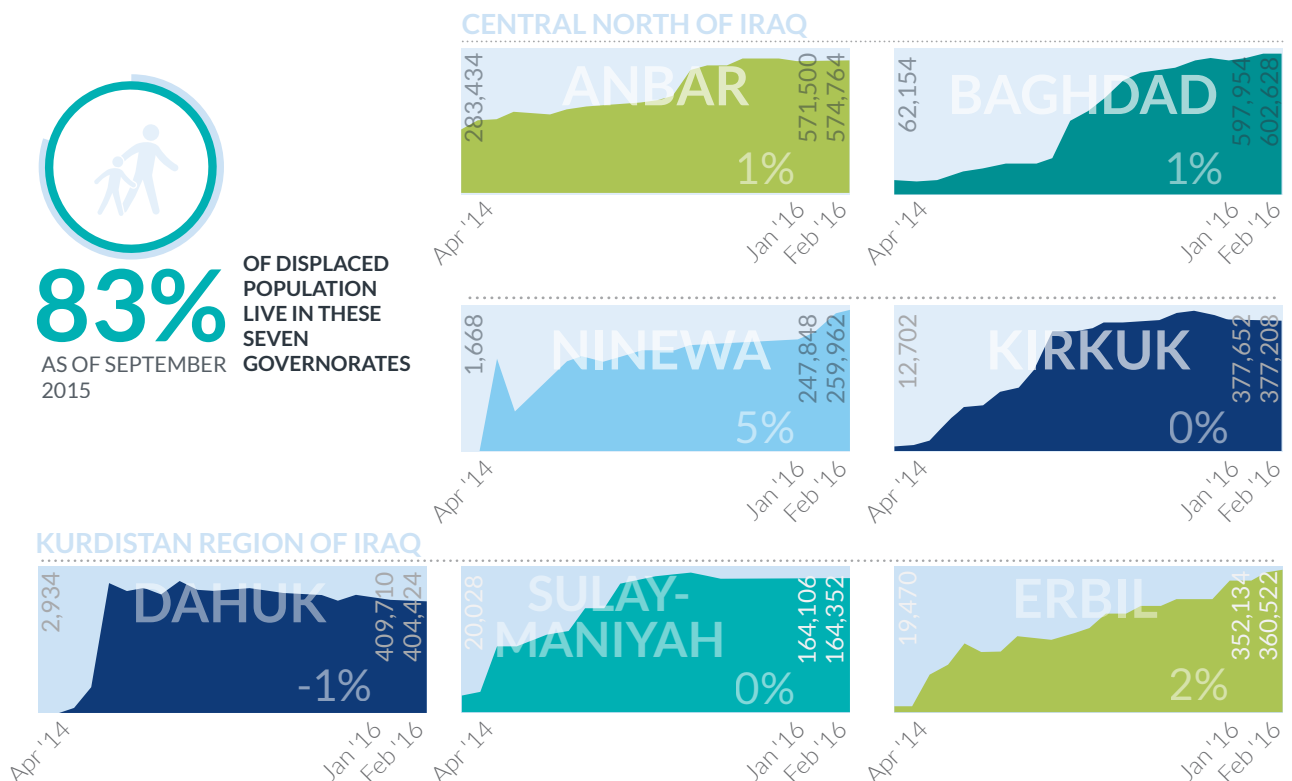 CENTRAL NORTH OF IRAQ
83%
AS OF SEPTEMBER
2015
OF DISPLACED
POPULATION
LIVE IN THESE
SEVEN
GOVERNORATES
283,434
ANBAR
571,500
574,764
1%
Apr '14
Jan '16
Feb '16
62,154
BAGHDAD
597,954
602,628
1%
Apr '14
Jan '16
Feb '16
1,668
NINEWA
247,848
259,962
5%
Apr '14
Jan '16
Feb '16
12,702
KIRKUK
377,652
377,208
0%
Apr '14
Jan '16
Feb '16
KURDISTAN REGION OF IRAQ
2,934
DAHUK
409,710
404,424
-1%
Apr '14
Jan '16
Feb '16
20,028
SULAY-
MANIYAH
164,106
164,352
0%
Apr '14
Jan '16
Feb '16
19,470
ERBIL
352,134
360,522
2%
Apr '14
Jan '16
Feb '16